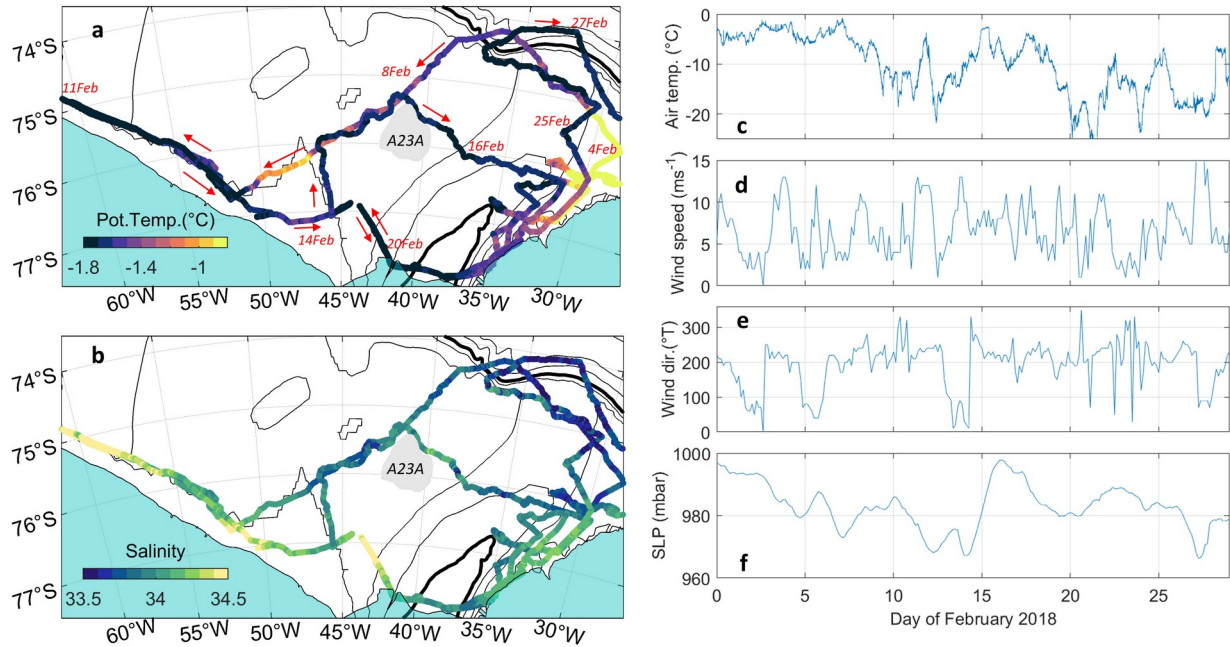 a
74°S
75°S
76°S
77°S
11Feb
8Feb
27Feb
25Feb
4Feb
16Feb
14Feb
20Feb
A23A
Pot.Temp.(°C)
-1.8 -1.4 -1
60°W 55°W 50°W 45°W 40°W 35°W 30°W
b
74°S
75°S
76°S
77°S
A23A
Salinity
33.5 34 34.5
60°W 55°W 50°W 45°W 40°W 35°W 30°W
Air temp. (°C)
0
-10
-20
c
Wind speed (ms-1)
15
10
5
0
d
Wind dir.(°T)
300
200
100
0
e
SLP (mbar)
1000
980
960
f
0 5 10 15 20 25
Day of February 2018